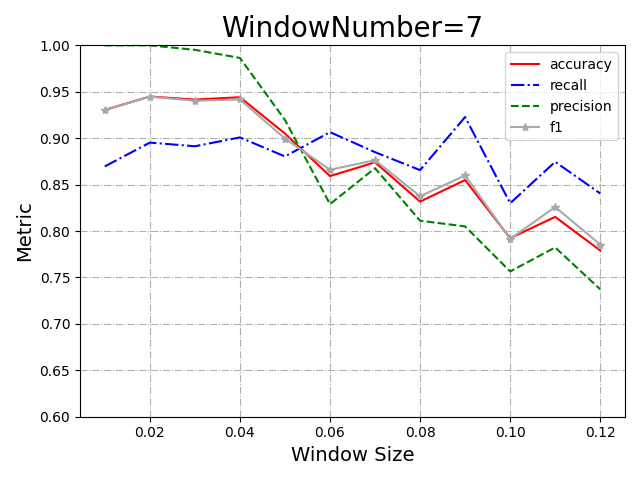 WindowNumber=7
1.00
0.95
0.90
0.85
0.80
0.75
0.70
0.65
0.60
Metric
accuracy
recall
precision
f1
0.02 0.04 0.06 0.08 0.10 0.12
Window Size